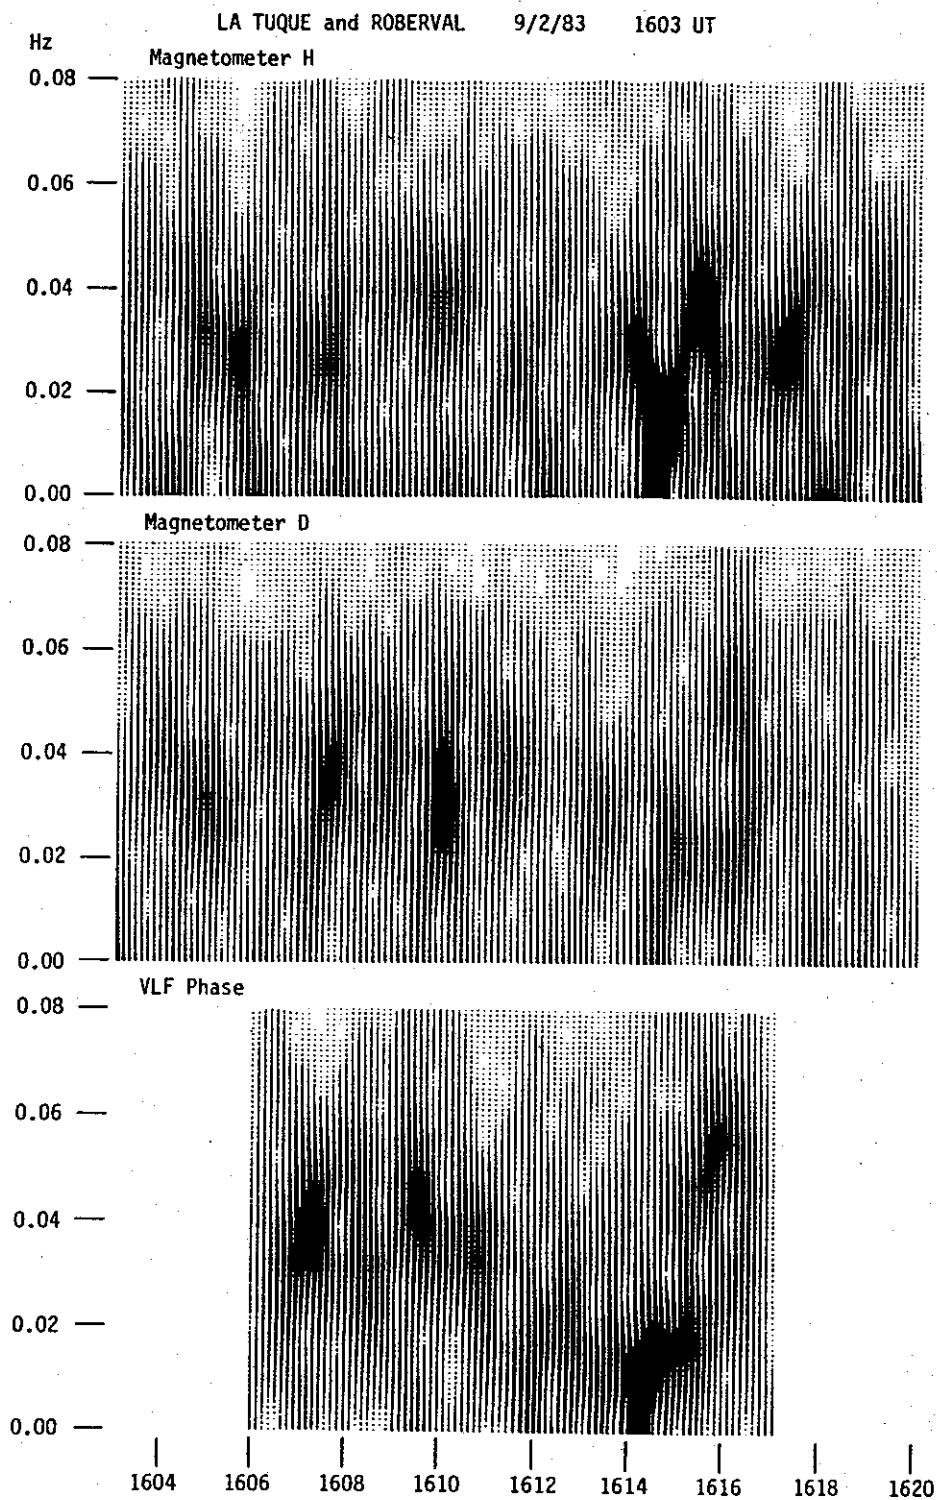 LA TUQUE and ROBERVAL 9/2/83 1603 UT
Hz
Magnetometer H
0.08
0.06
0.04
0.02
0.00
Magnetometer D
0.08
0.06
0.04
0.02
0.00
VLF Phase
0.08
0.06
0.04
0.02
0.00
1604 1606 1608 1610 1612 1614 1616 1618 1620